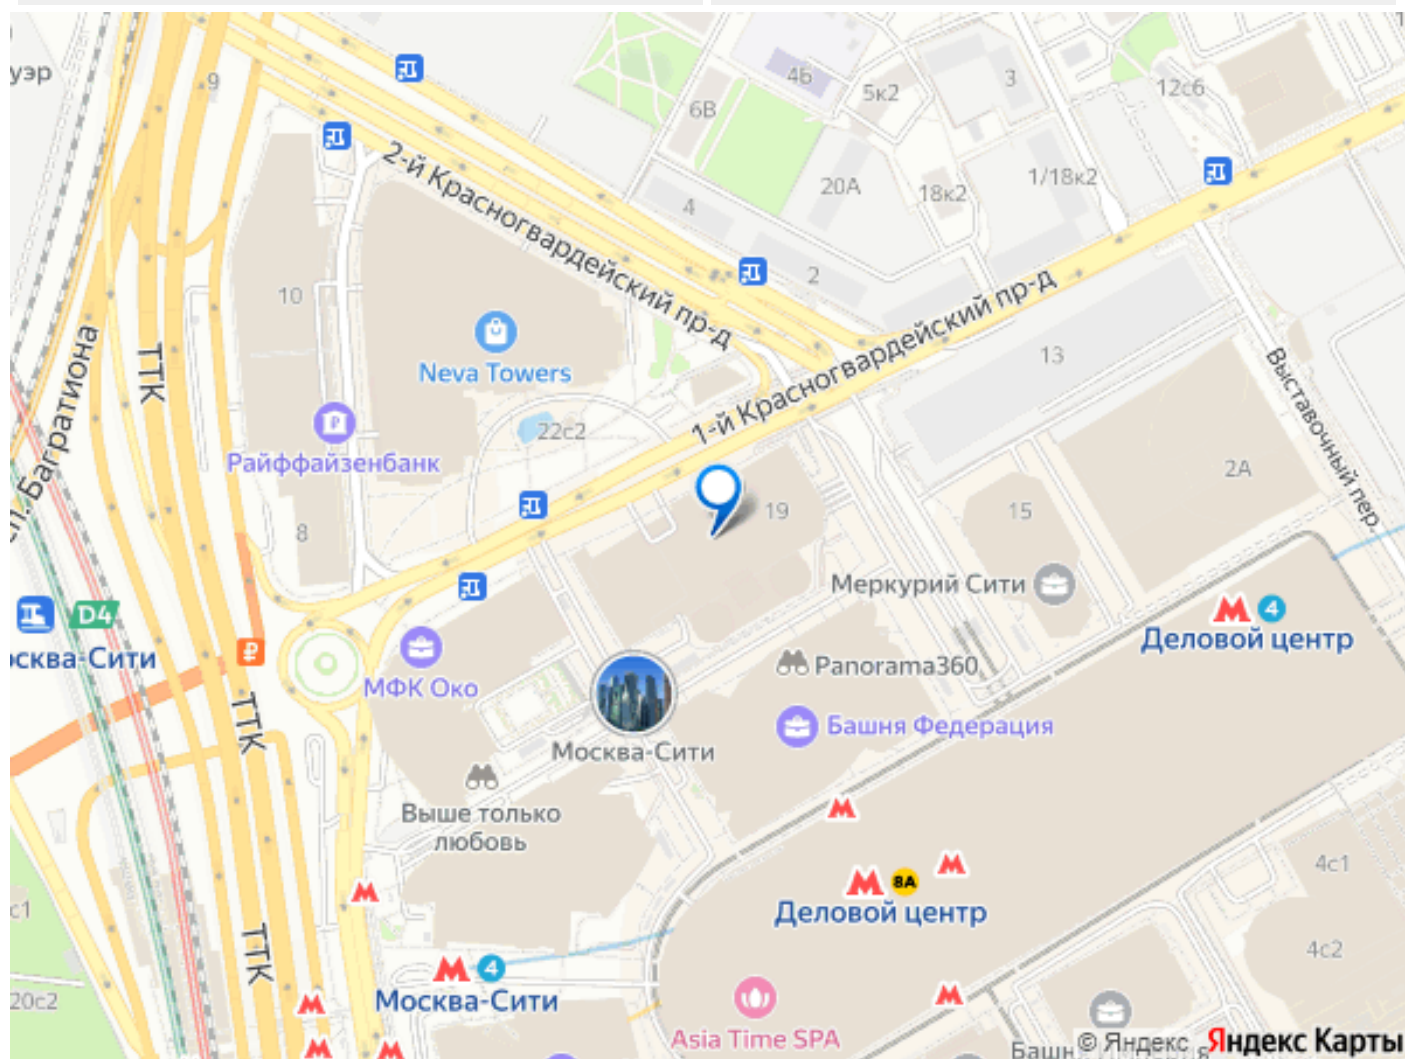 уэр
9
4Б
5к2
3
12с6
6В
2-й Красногвардейский пр-д
20А
18к2
1/18к2
4
2
10
ТТК
Neva Towers
1-й Красногвардейский пр-д
13
Выставочный пер.
22с2
Багратиона
Райффайзенбанк
2А
8
19
15
Меркурий Сити
D4
М 4
Деловой центр
осква-Сити
₽
МФК Око
Panorama360
ТТК
Башня Федерация
Москва-Сити
Выше только
любовь
М
4с1
М 8А
М
Деловой центр
с1
М
4с2
ТТК
М 4
Москва-Сити
20с2
М
М
Asia Time SPA
М
М
© Яндекс Яндекс Карты